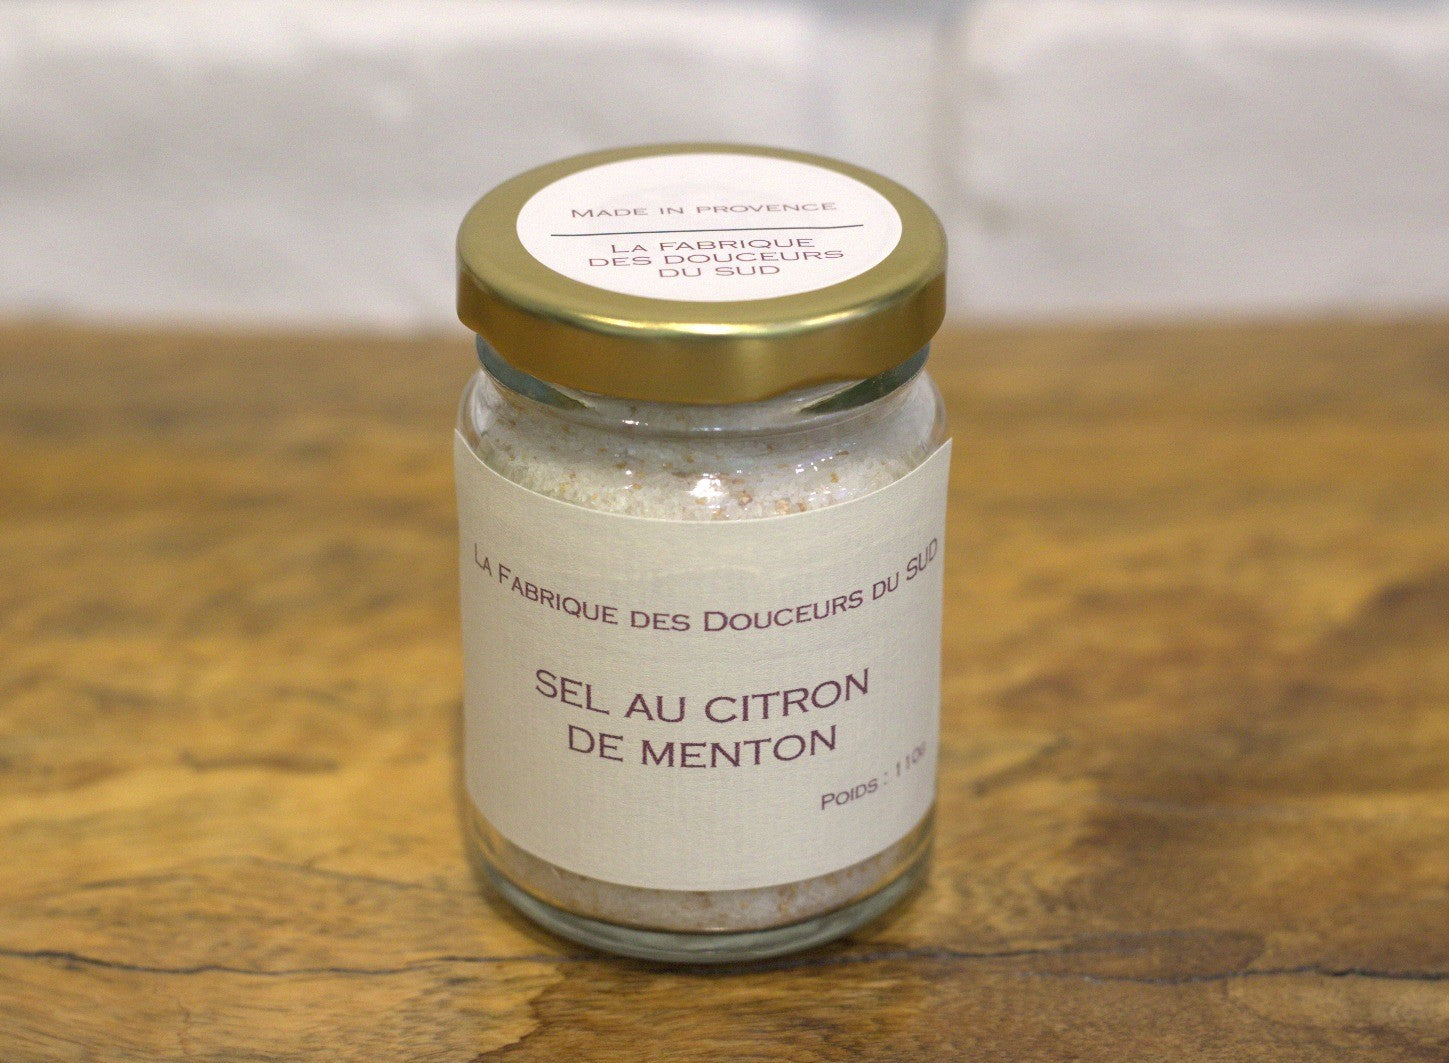 MADE IN PROVENCE
LA FABRIQUE
DES DOUCEURS
DU SUD
LA FABRIQUE DES DOUCEURS DU SUD
SEL AU CITRON
DE MENTON
POIDS : 110G